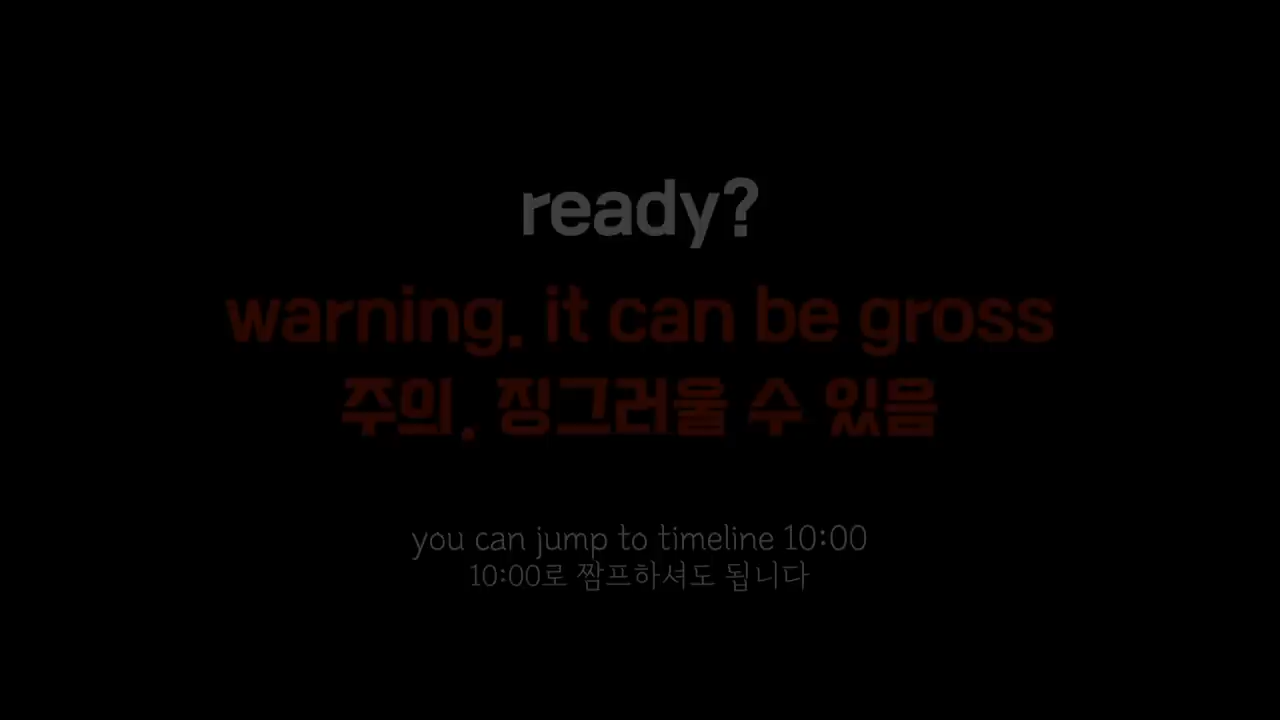 ready?
warning. it can be gross
주의. 징그러울 수 있음
you can jump to timeline 10:00
10:00로 짬프하셔도 됩니다